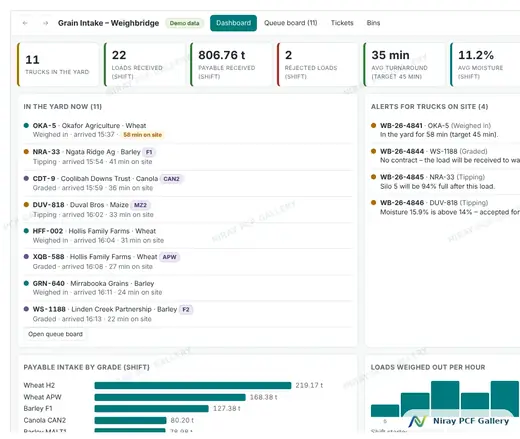 Grain Intake – Weighbridge Demo data Dashboard Queue board (11) Tickets Bins
11
TRUCKS IN THE YARD
22
LOADS RECEIVED (SHIFT)
806.76 t
PAYABLE RECEIVED (SHIFT)
2
REJECTED LOADS (SHIFT)
35 min
AVG TURNAROUND (TARGET 45 MIN)
11.2%
AVG MOISTURE (SHIFT)
IN THE YARD NOW (11)
OKA-5 · Okafor Agriculture · Wheat
Weighed in · arrived 15:37 · 58 min on site
NRA-33 · Ngata Ridge Ag · Barley F1
Tipping · arrived 15:54 · 41 min on site
CDT-9 · Coolibah Downs Trust · Canola CAN2
Graded · arrived 15:59 · 36 min on site
DUV-818 · Duval Bros · Maize MZ2
Tipping · arrived 16:02 · 33 min on site
HFF-002 · Hollis Family Farms · Wheat
Weighed in · arrived 16:04 · 31 min on site
XQB-588 · Hollis Family Farms · Wheat APW
Graded · arrived 16:08 · 27 min on site
GRN-640 · Mirrabooka Grains · Barley
Weighed in · arrived 16:11 · 24 min on site
WS-1188 · Linden Creek Partnership · Barley F2
Graded · arrived 16:13 · 22 min on site
Open queue board
ALERTS FOR TRUCKS ON SITE (4)
WB-26-4841 · OKA-5 (Weighed in)
In the yard for 58 min (target 45 min).
WB-26-4844 · WS-1188 (Graded)
No contract – the load will be received to wa
WB-26-4845 · NRA-33 (Tipping)
Silo 5 will be 94% full after this load.
WB-26-4846 · DUV-818 (Tipping)
Moisture 15.9% is above 14% – accepted for
PAYABLE INTAKE BY GRADE (SHIFT)
Wheat H2 219.17 t
Wheat APW 168.38 t
Barley F1 127.38 t
Canola CAN2 80.20 t
Barley MALT1 78.98 t
LOADS WEIGHED OUT PER HOUR
Niray PCF Gallery
NIRAY PCF GALLERY